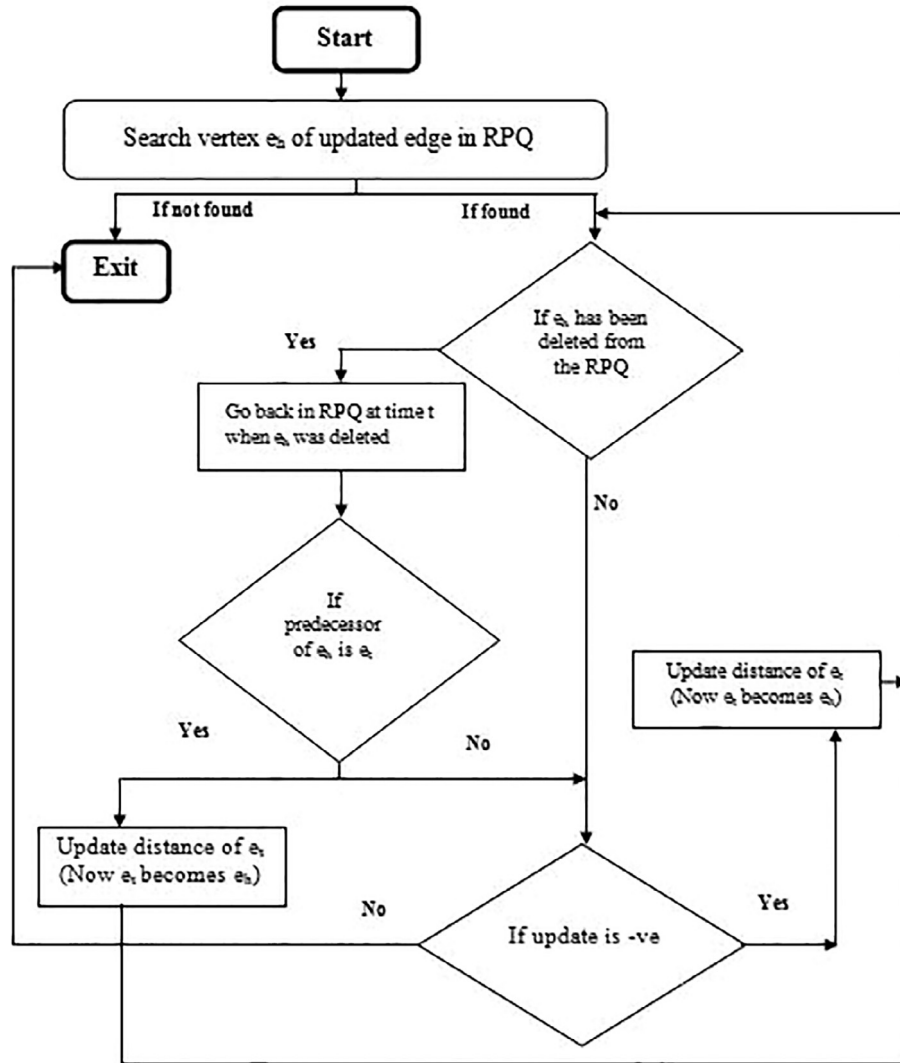 Start
Search vertex eₕ of updated edge in RPQ
If not found
If found
Exit
If eₕ has been
deleted from
the RPQ
Yes
Go back in RPQ at time t
when eₕ was deleted
No
If
predecessor
of eₕ is eₜ
Update distance of eₜ
(Now eₜ becomes eₕ)
Yes
No
Update distance of eₜ
(Now eₜ becomes eₕ)
No
Yes
If update is -ve